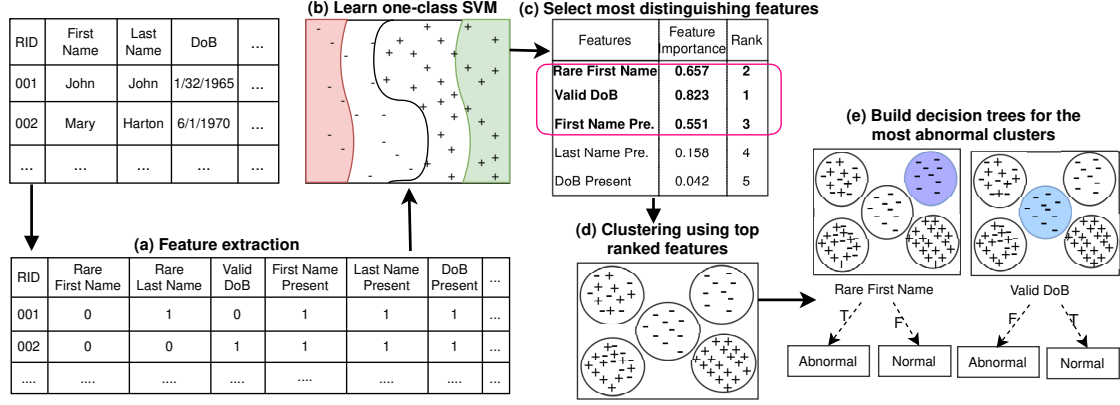 RID First Name Last Name DoB ...
001 John John 1/32/1965 ...
002 Mary Harton 6/1/1970 ...
... ... ... ... ...
(a) Feature extraction
RID Rare First Name Rare Last Name Valid DoB First Name Present Last Name Present DoB Present ...
001 0 1 0 1 1 1 ...
002 0 0 1 1 1 1 ...
.... .... .... .... .... .... .... ...
(b) Learn one-class SVM
(c) Select most distinguishing features
Features Feature Importance Rank
Rare First Name 0.657 2
Valid DoB 0.823 1
First Name Pre. 0.551 3
Last Name Pre. 0.158 4
DoB Present 0.042 5
(d) Clustering using top
ranked features
(e) Build decision trees for the
most abnormal clusters
Rare First Name Valid DoB
T F F T
Abnormal Normal Abnormal Normal